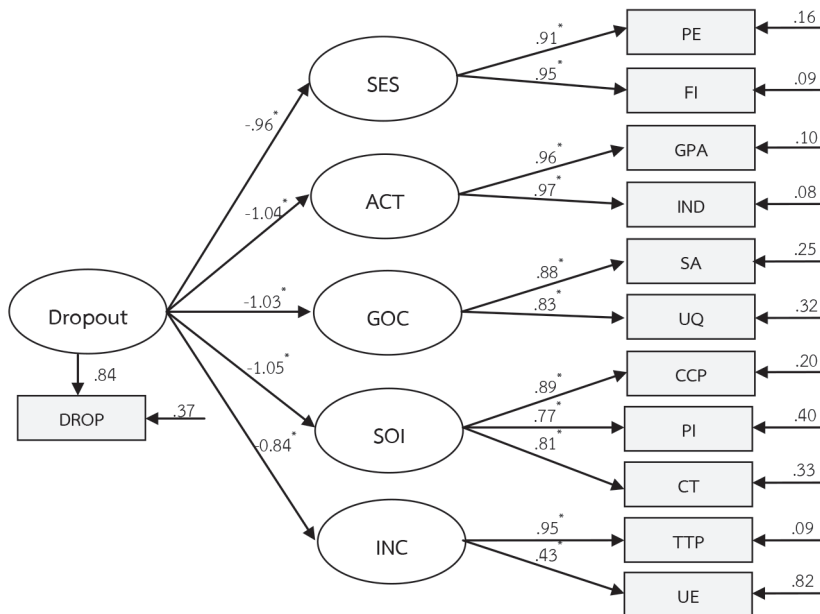 .91*
PE
.16
SES
.95*
FI
.09
-.96*
.96*
GPA
.10
ACT
.97*
IND
.08
-1.04*
.88*
SA
.25
Dropout
-1.03*
GOC
.83*
UQ
.32
.84
-1.05*
.89*
CCP
.20
DROP
.37
SOI
.77*
PI
.40
-0.84*
.81*
CT
.33
INC
.95*
TTP
.09
.43*
UE
.82